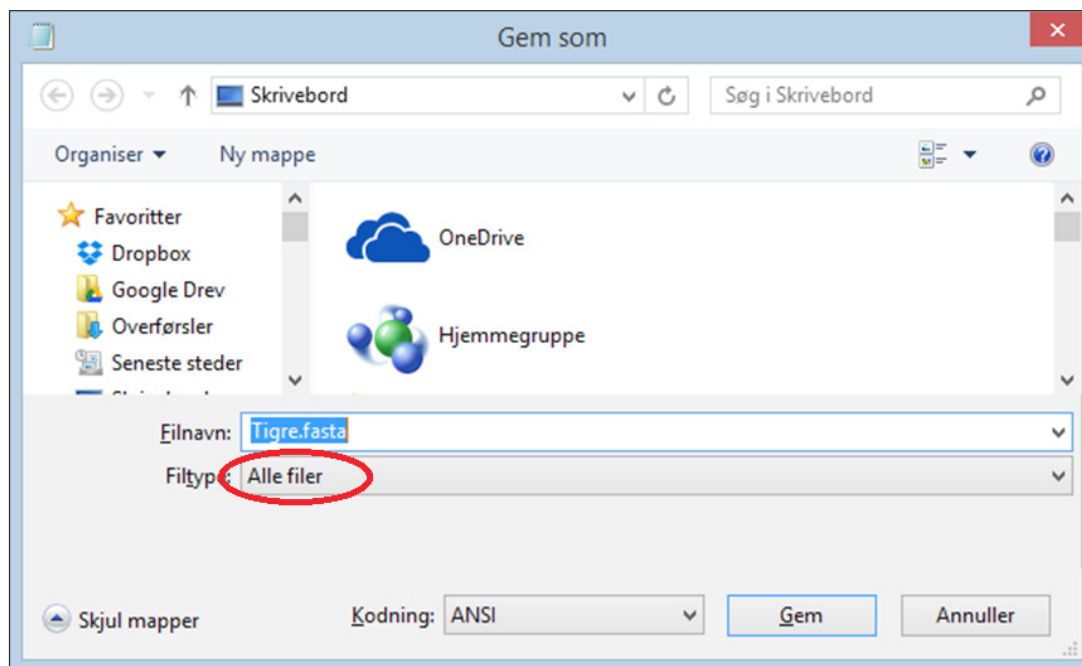 Gem som
Skrivebord
Søg i Skrivebord
Organiser
Ny mappe
Favoritter
Dropbox
Google Drev
Overførsler
Seneste steder
OneDrive
Hjemmegruppe
Filnavn: Tigre.fasta
Filtype: Alle filer
Skjul mapper
Kodning: ANSI
Gem
Annuller